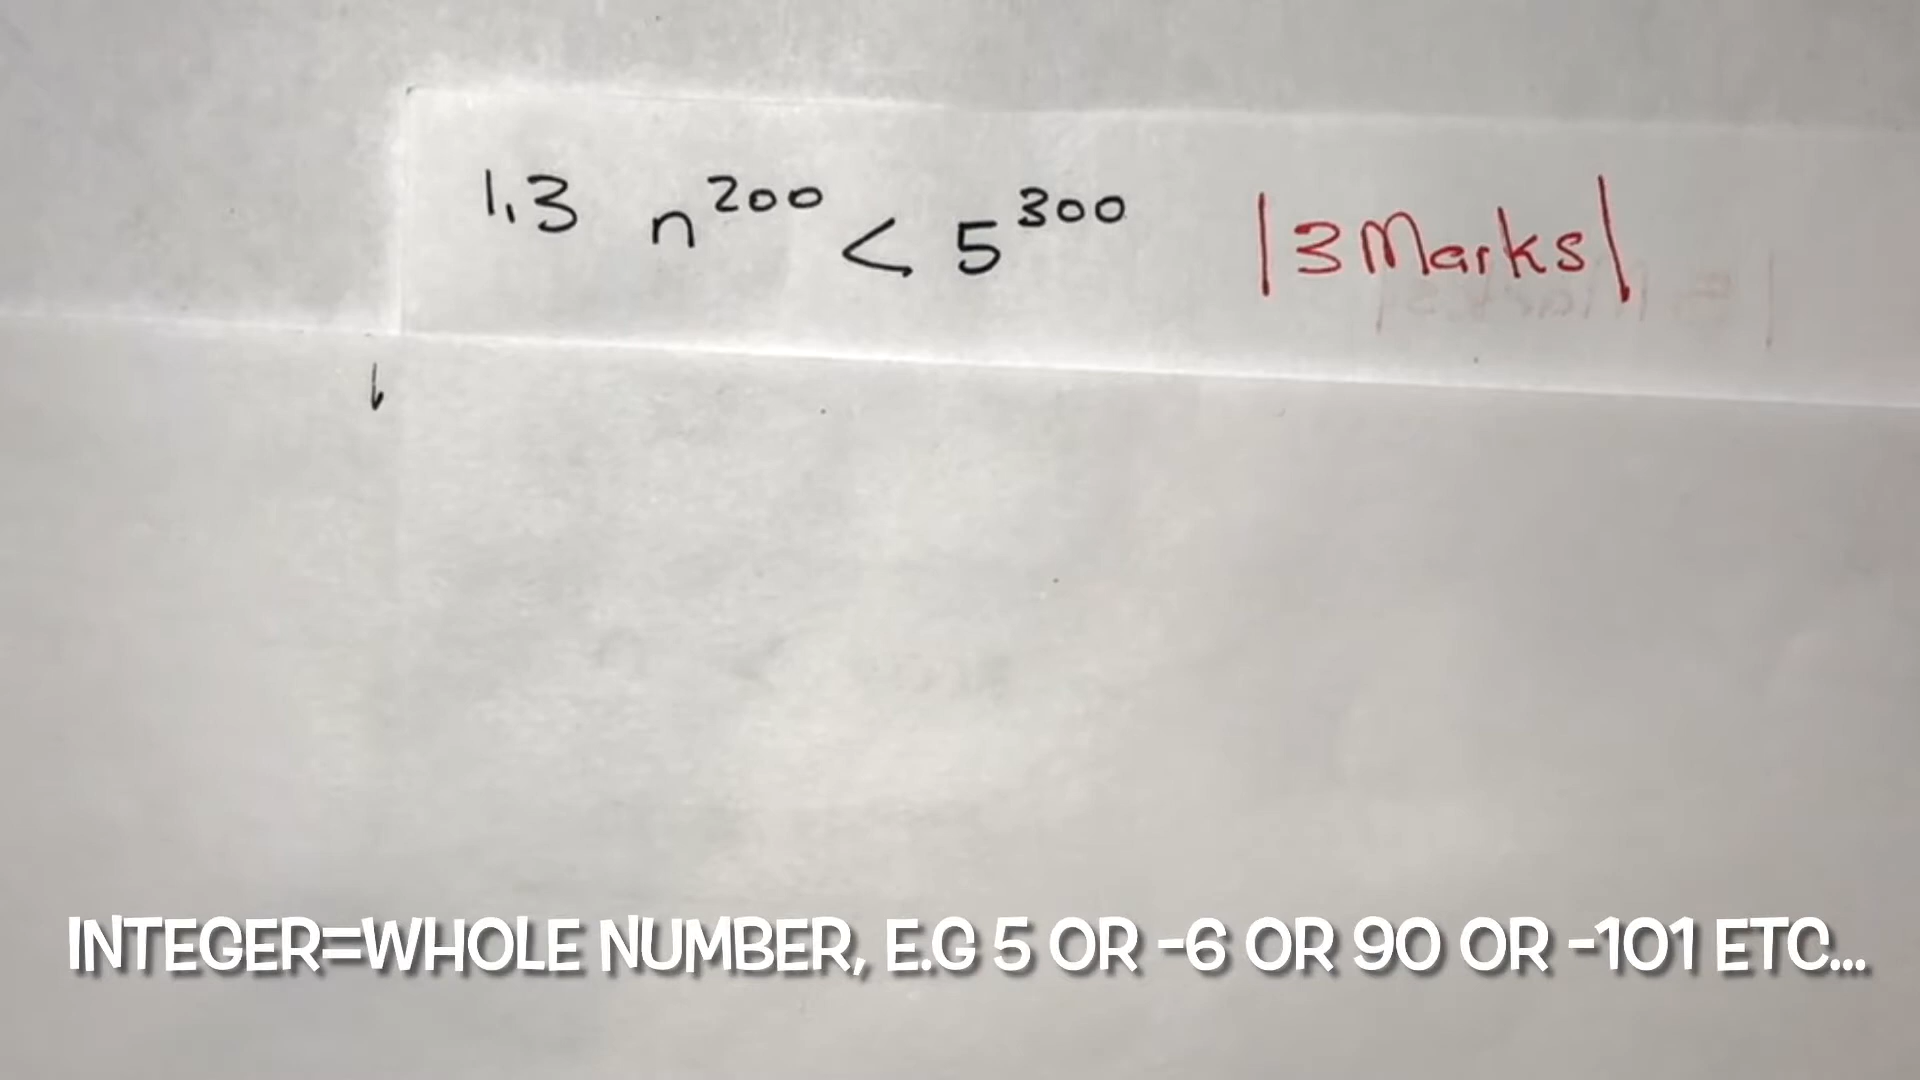 1.3 n²⁰⁰ < 5³⁰⁰ |3 Marks|
INTEGER=WHOLE NUMBER, E.G 5 OR -6 OR 90 OR -101 ETC...